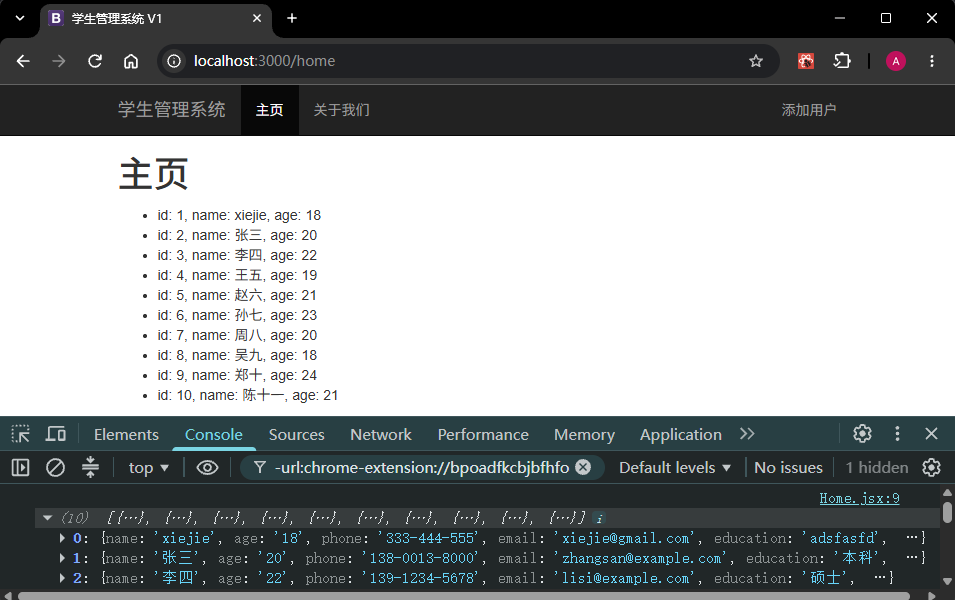 学生管理系统 V1
localhost:3000/home
A
学生管理系统 主页 关于我们 添加用户
主页
id: 1, name: xiejie, age: 18
id: 2, name: 张三, age: 20
id: 3, name: 李四, age: 22
id: 4, name: 王五, age: 19
id: 5, name: 赵六, age: 21
id: 6, name: 孙七, age: 23
id: 7, name: 周八, age: 20
id: 8, name: 吴九, age: 18
id: 9, name: 郑十, age: 24
id: 10, name: 陈十一, age: 21
Elements Console Sources Network Performance Memory Application
top -url:chrome-extension://bpoadfkcbjbfhfo Default levels No issues 1 hidden
Home.jsx:9
(10) [{…}, {…}, {…}, {…}, {…}, {…}, {…}, {…}, {…}, {…}]
0: {name: 'xiejie', age: '18', phone: '333-444-555', email: 'xiejie@gmail.com', education: 'adsfasfd', …}
1: {name: '张三', age: '20', phone: '138-0013-8000', email: 'zhangsan@example.com', education: '本科', …}
2: {name: '李四', age: '22', phone: '139-1234-5678', email: 'lisi@example.com', education: '硕士', …}